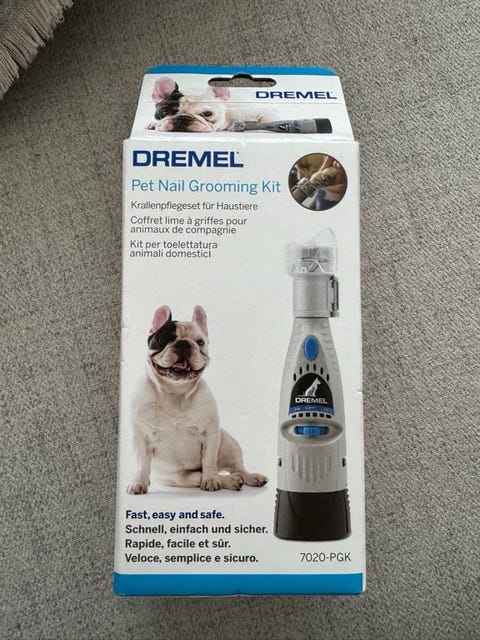 DREMEL
DREMEL
Pet Nail Grooming Kit
Krallenpflegeset für Haustiere
Coffret lime à griffes pour
animaux de compagnie
Kit per toelettatura
animali domestici
DREMEL
Fast, easy and safe.
Schnell, einfach und sicher.
Rapide, facile et sûr.
Veloce, semplice e sicuro.
7020-PGK